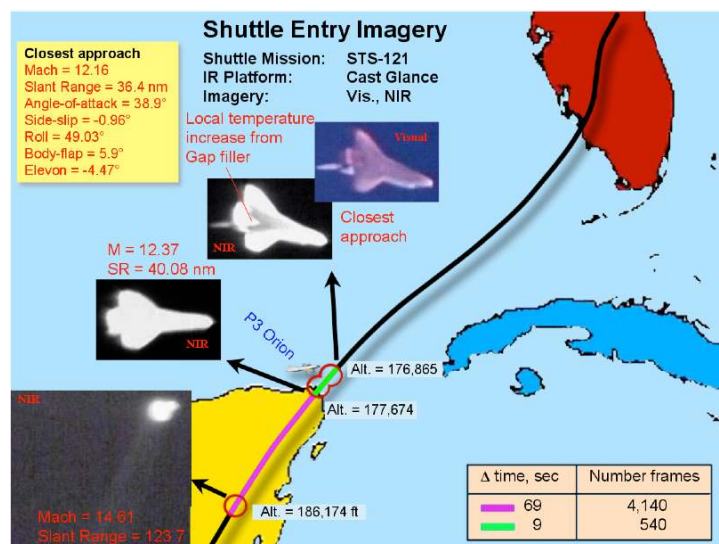 Shuttle Entry Imagery
Closest approach
Mach = 12.16
Slant Range = 36.4 nm
Angle-of-attack = 38.9°
Side-slip = -0.96°
Roll = 49.03°
Body-flap = 5.9°
Elevon = -4.47°
Shuttle Mission: STS-121
IR Platform: Cast Glance
Imagery: Vis., NIR
Local temperature
increase from
Gap filler
Visual
NIR
Closest
approach
M = 12.37
SR = 40.08 nm
NIR
P3 Orion
Alt. = 176,865
Alt. = 177,674
NIR
Mach = 14.61
Slant Range = 123.7
Alt. = 186,174 ft
Δ time, sec Number frames
69 4,140
9 540